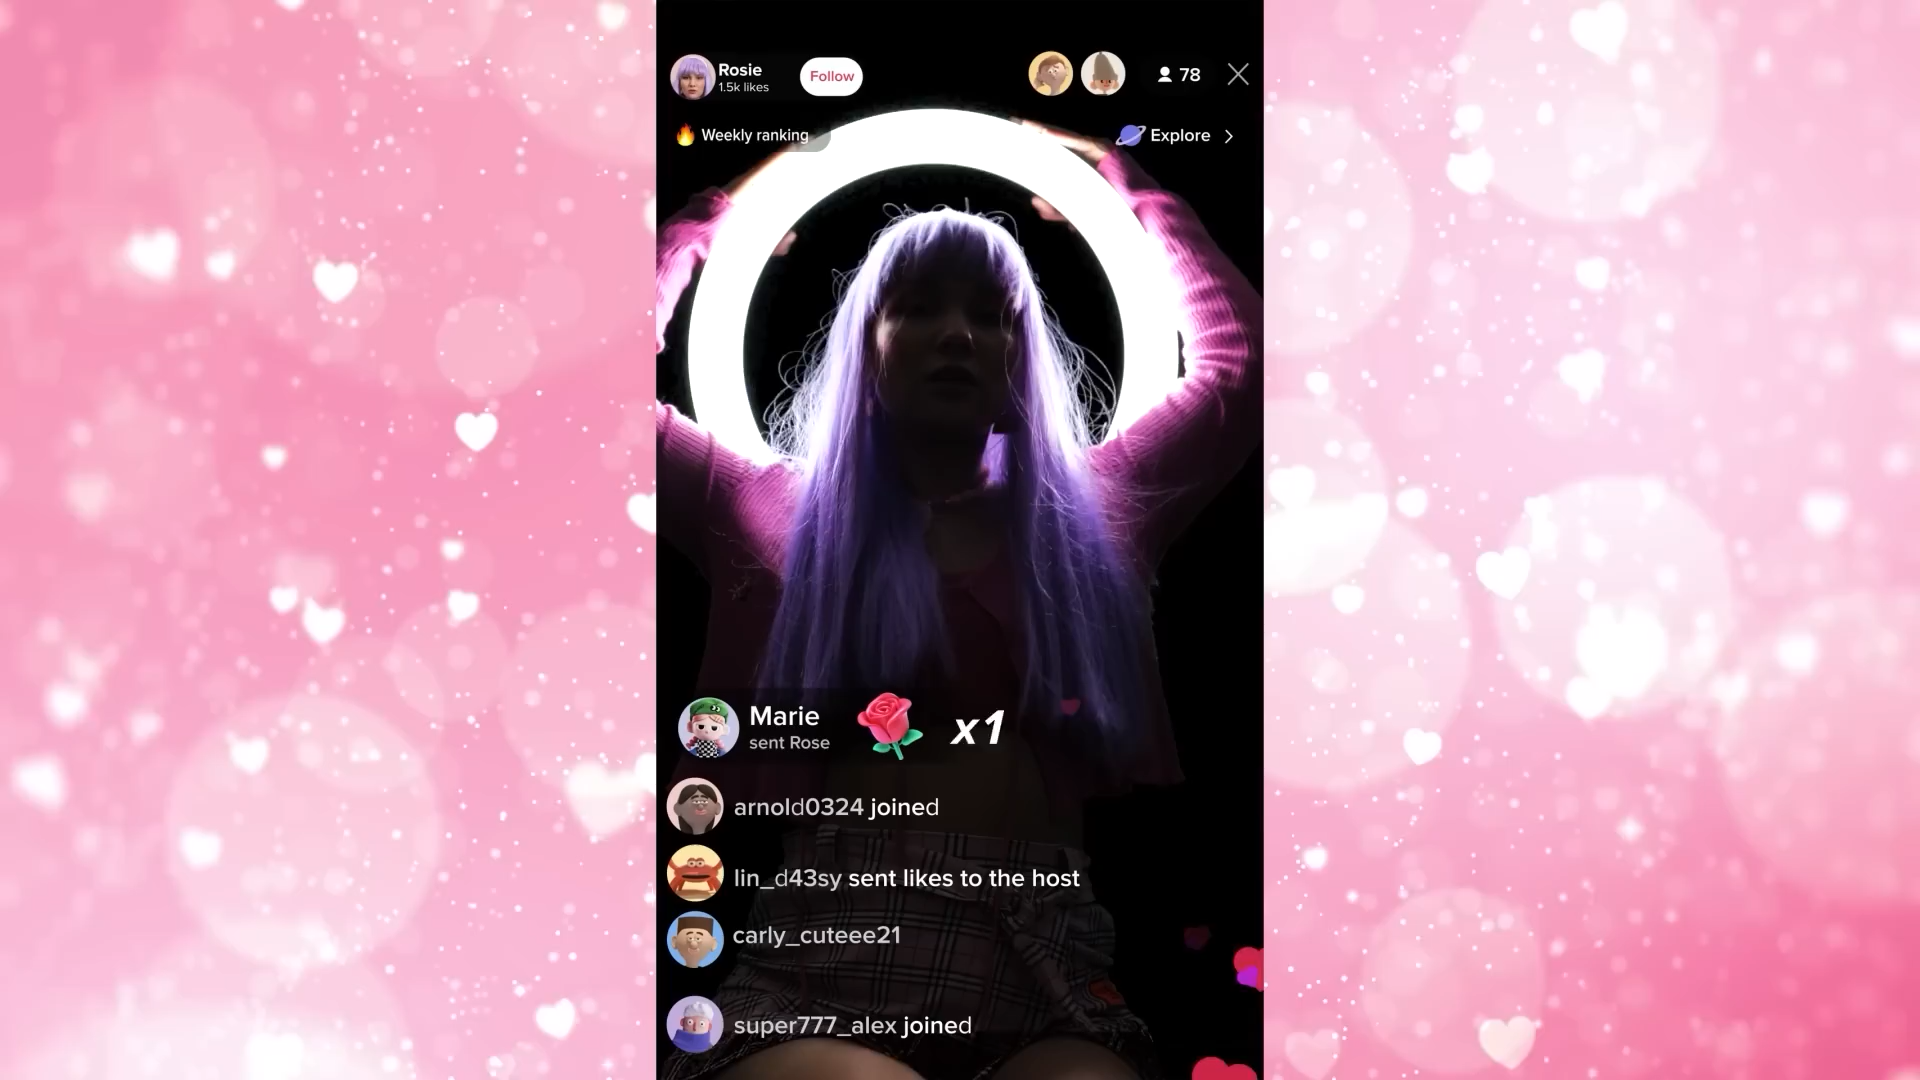 Rosie
1.5k likes
Follow
78
Weekly ranking
Explore
Marie
sent Rose
x1
arnold0324 joined
lin_d43sy sent likes to the host
carly_cuteee21
super777_alex joined